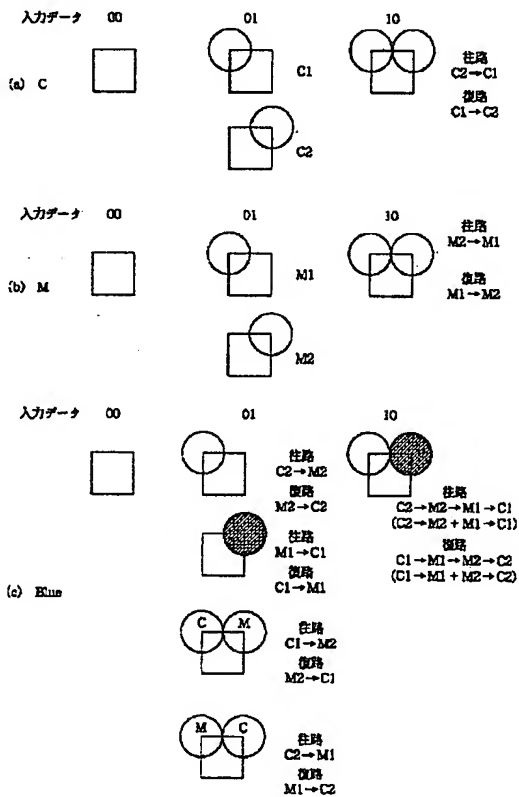 入力データ 00 01 10
(a) C
C1
C2
往路
C2→C1
復路
C1→C2
入力データ 00 01 10
(b) M
M1
M2
往路
M2→M1
復路
M1→M2
入力データ 00 01 10
(c) Blue
往路
C2→M2
復路
M2→C2
往路
M1→C1
復路
C1→M1
C M
往路
C1→M2
復路
M2→C1
M C
往路
C2→M1
復路
M1→C2
往路
C2→M2→M1→C1
(C2→M2 + M1→C1)
復路
C1→M1→M2→C2
(C1→M1 + M2→C2)